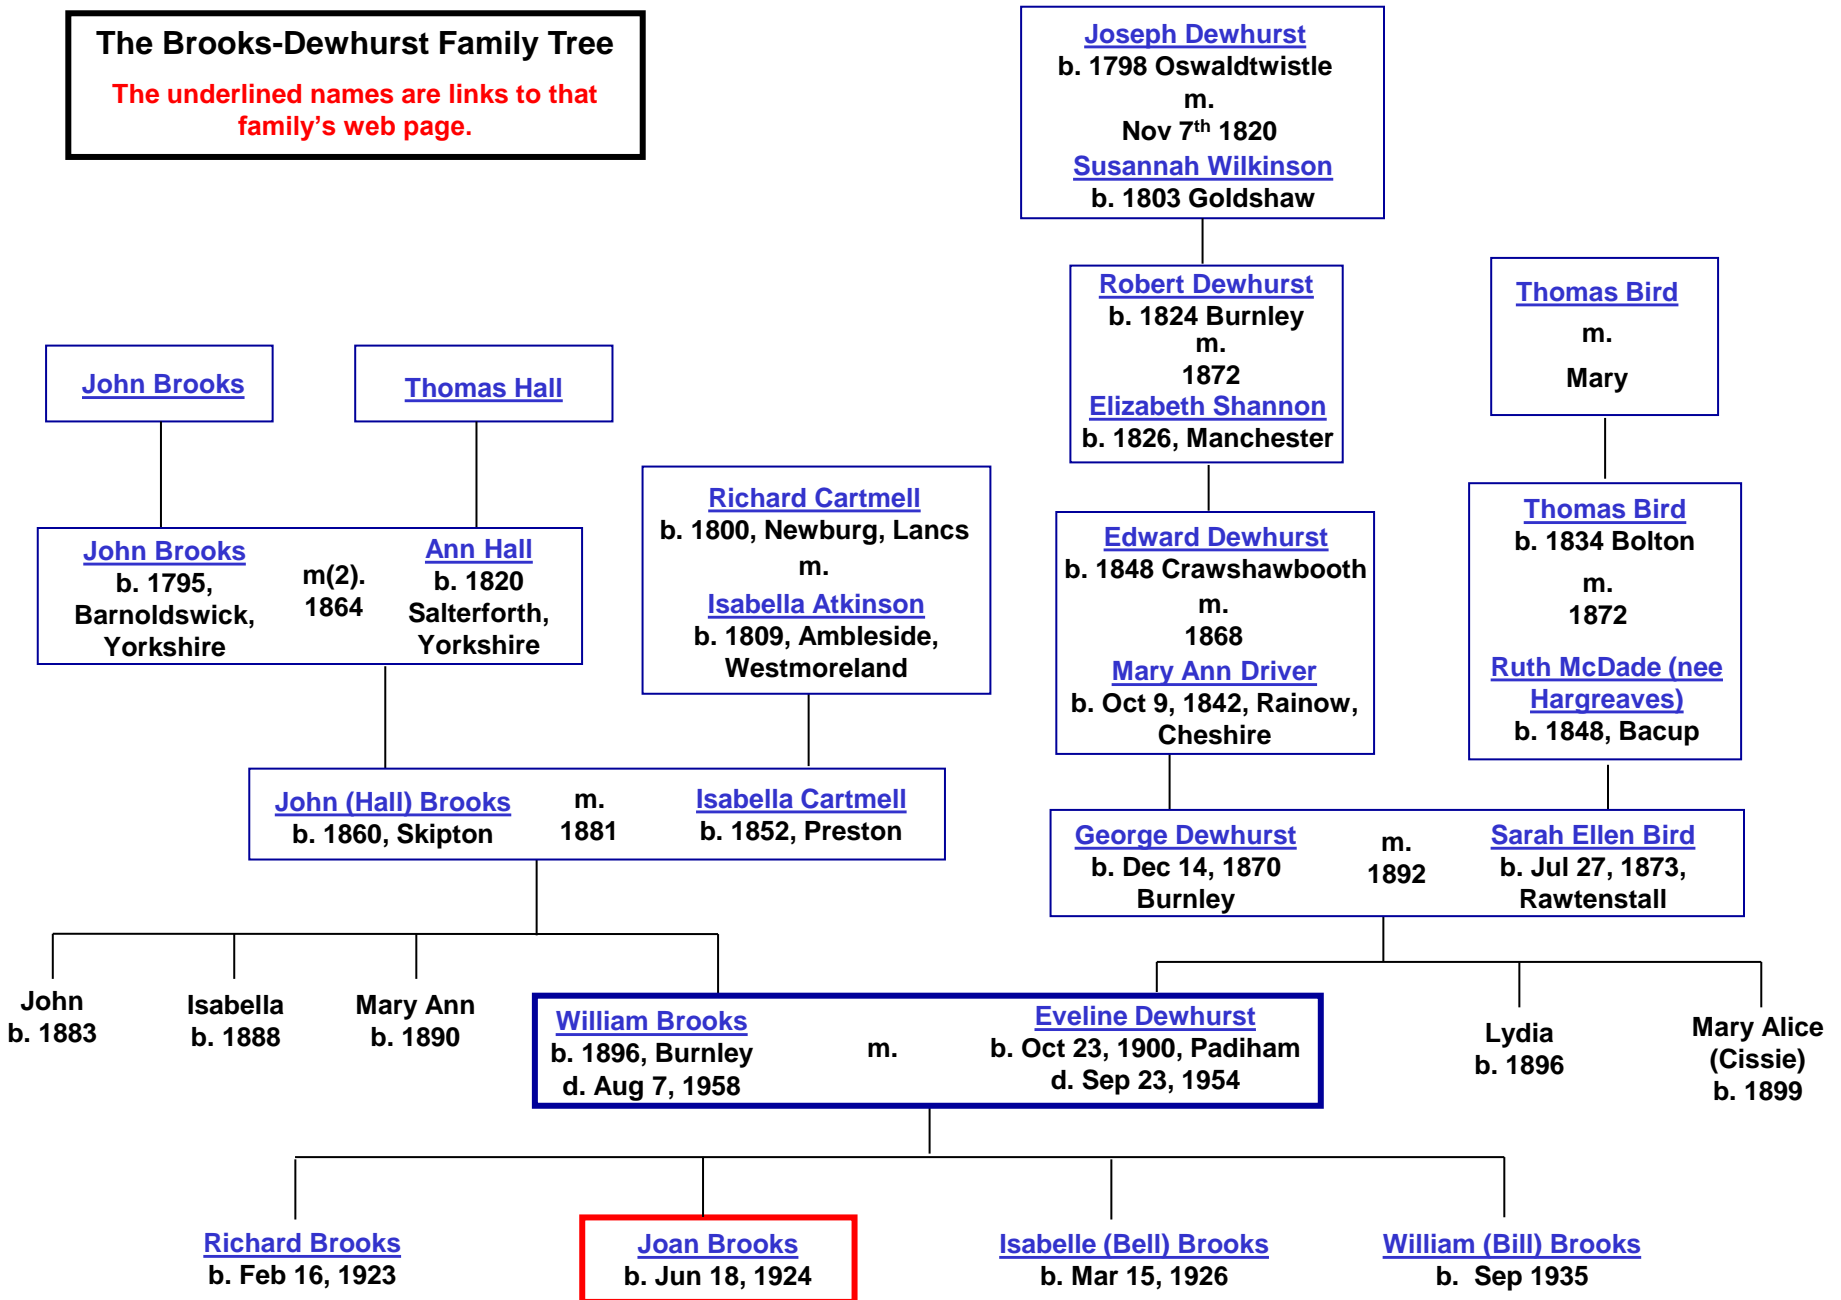 The Brooks-Dewhurst Family Tree
The underlined names are links to that
family's web page.
Joseph Dewhurst
b. 1798 Oswaldtwistle
m.
Nov 7th 1820
Susannah Wilkinson
b. 1803 Goldshaw
Robert Dewhurst
b. 1824 Burnley
m.
1872
Elizabeth Shannon
b. 1826, Manchester
Thomas Bird
m.
Mary
John Brooks
Thomas Hall
Richard Cartmell
b. 1800, Newburg, Lancs
m.
Isabella Atkinson
b. 1809, Ambleside,
Westmoreland
Edward Dewhurst
b. 1848 Crawshawbooth
m.
1868
Mary Ann Driver
b. Oct 9, 1842, Rainow,
Cheshire
Thomas Bird
b. 1834 Bolton
m.
1872
Ruth McDade (nee
Hargreaves)
b. 1848, Bacup
John Brooks
b. 1795,
Barnoldswick,
Yorkshire
m(2).
1864
Ann Hall
b. 1820
Salterforth,
Yorkshire
John (Hall) Brooks
b. 1860, Skipton
m.
1881
Isabella Cartmell
b. 1852, Preston
George Dewhurst
b. Dec 14, 1870
Burnley
m.
1892
Sarah Ellen Bird
b. Jul 27, 1873,
Rawtenstall
John
b. 1883
Isabella
b. 1888
Mary Ann
b. 1890
William Brooks
b. 1896, Burnley
d. Aug 7, 1958
m.
Eveline Dewhurst
b. Oct 23, 1900, Padiham
d. Sep 23, 1954
Lydia
b. 1896
Mary Alice
(Cissie)
b. 1899
Richard Brooks
b. Feb 16, 1923
Joan Brooks
b. Jun 18, 1924
Isabelle (Bell) Brooks
b. Mar 15, 1926
William (Bill) Brooks
b. Sep 1935